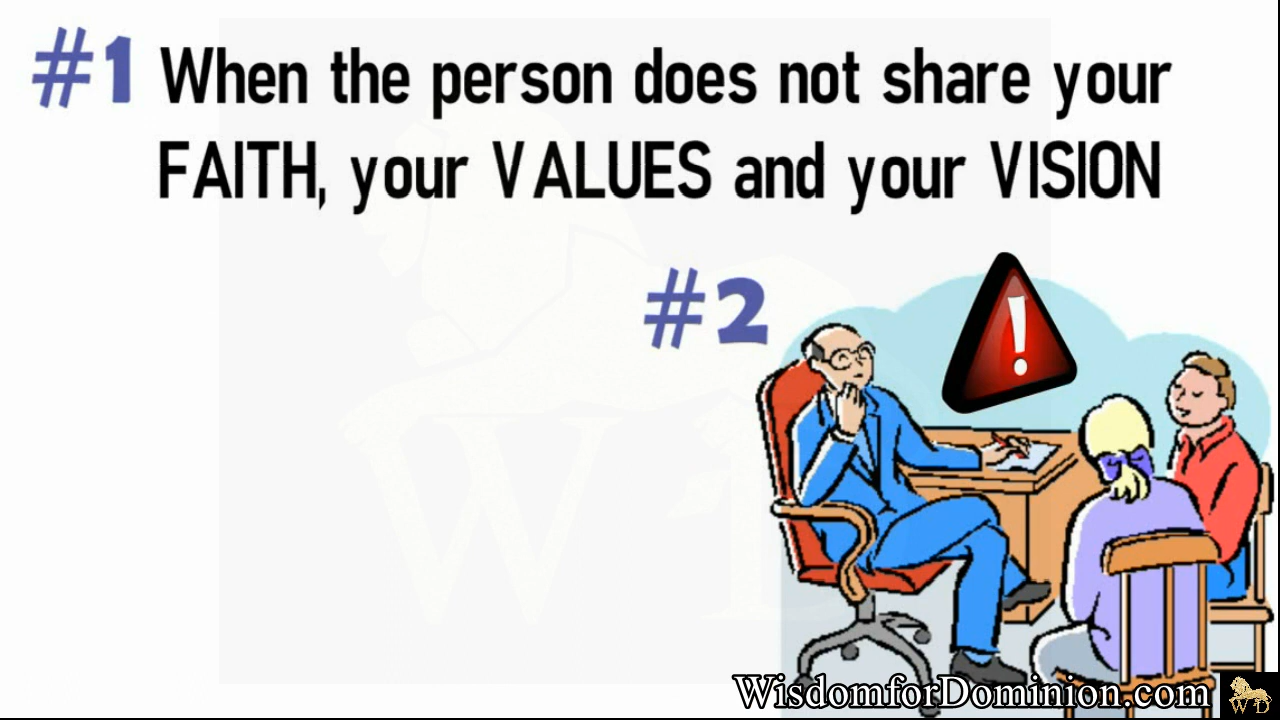 #1 When the person does not share your
FAITH, your VALUES and your VISION
#2
!
WisdomforDominion.com
W D
W D